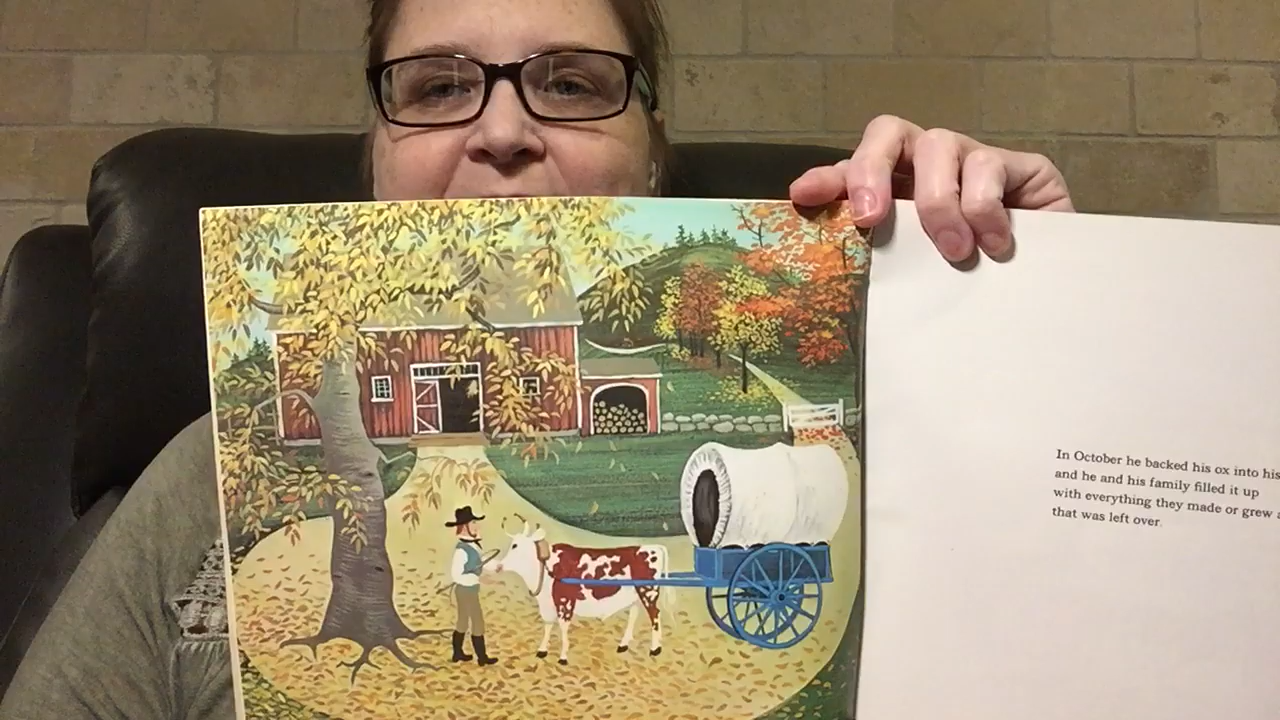 In October he backed his ox into his
and he and his family filled it up
with everything they made or grew a
that was left over.